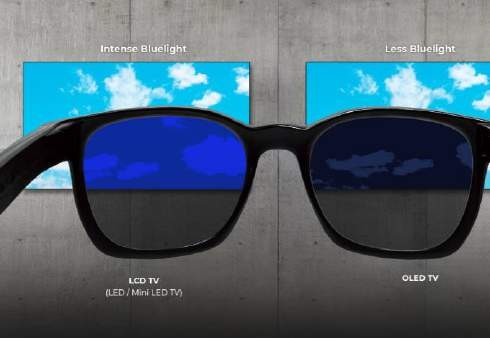 Intense Bluelight
Less Bluelight
LCD TV
(LED / Mini LED TV)
OLED TV